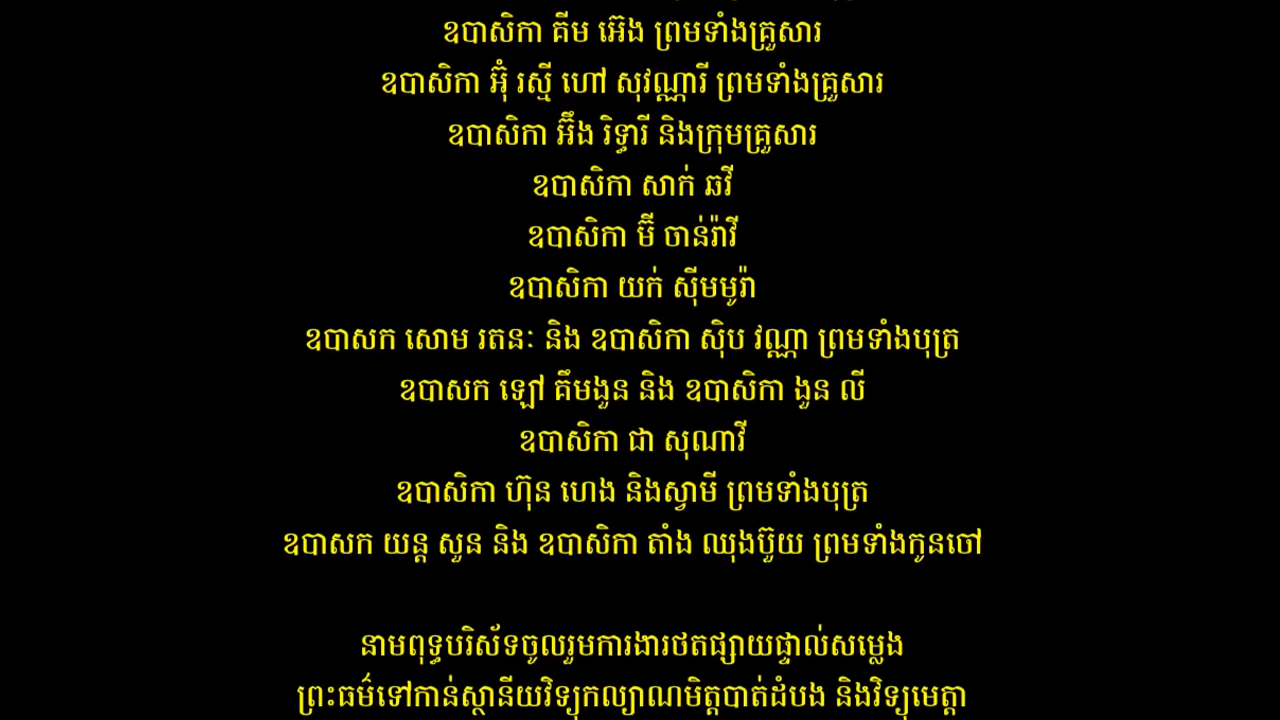 ឧបាសិកា គីម អ៊េង ព្រមទាំងគ្រួសារ
ឧបាសិកា អ៊ុំ រស្មី ហៅ សុវណ្ណារី ព្រមទាំងគ្រួសារ
ឧបាសិកា អ៊ឹង រិទ្ធារី និងក្រុមគ្រួសារ
ឧបាសិកា សាក់ ឆវី
ឧបាសិកា ម៊ី ចាន់រ៉ាវី
ឧបាសិកា យក់ ស៊ីមមូរ៉ា
ឧបាសក សោម រតនៈ និង ឧបាសិកា ស៊ិប វណ្ណា ព្រមទាំងបុត្រ
ឧបាសក ឡៅ គឹមងួន និង ឧបាសិកា ងួន លី
ឧបាសិកា ជា សុណាវី
ឧបាសិកា ហ៊ុន ហេង និងស្វាមី ព្រមទាំងបុត្រ
ឧបាសក យន្ត សួន និង ឧបាសិកា តាំង ឈុងប៊ួយ ព្រមទាំងកូនចៅ
នាមពុទ្ធបរិស័ទចូលរួមការងារថតផ្សាយផ្ទាល់សម្លេង
ព្រះធម៌ទៅកាន់ស្ថានីយវិទ្យុកល្យាណមិត្តបាត់ដំបង និងវិទ្យុមេត្តា